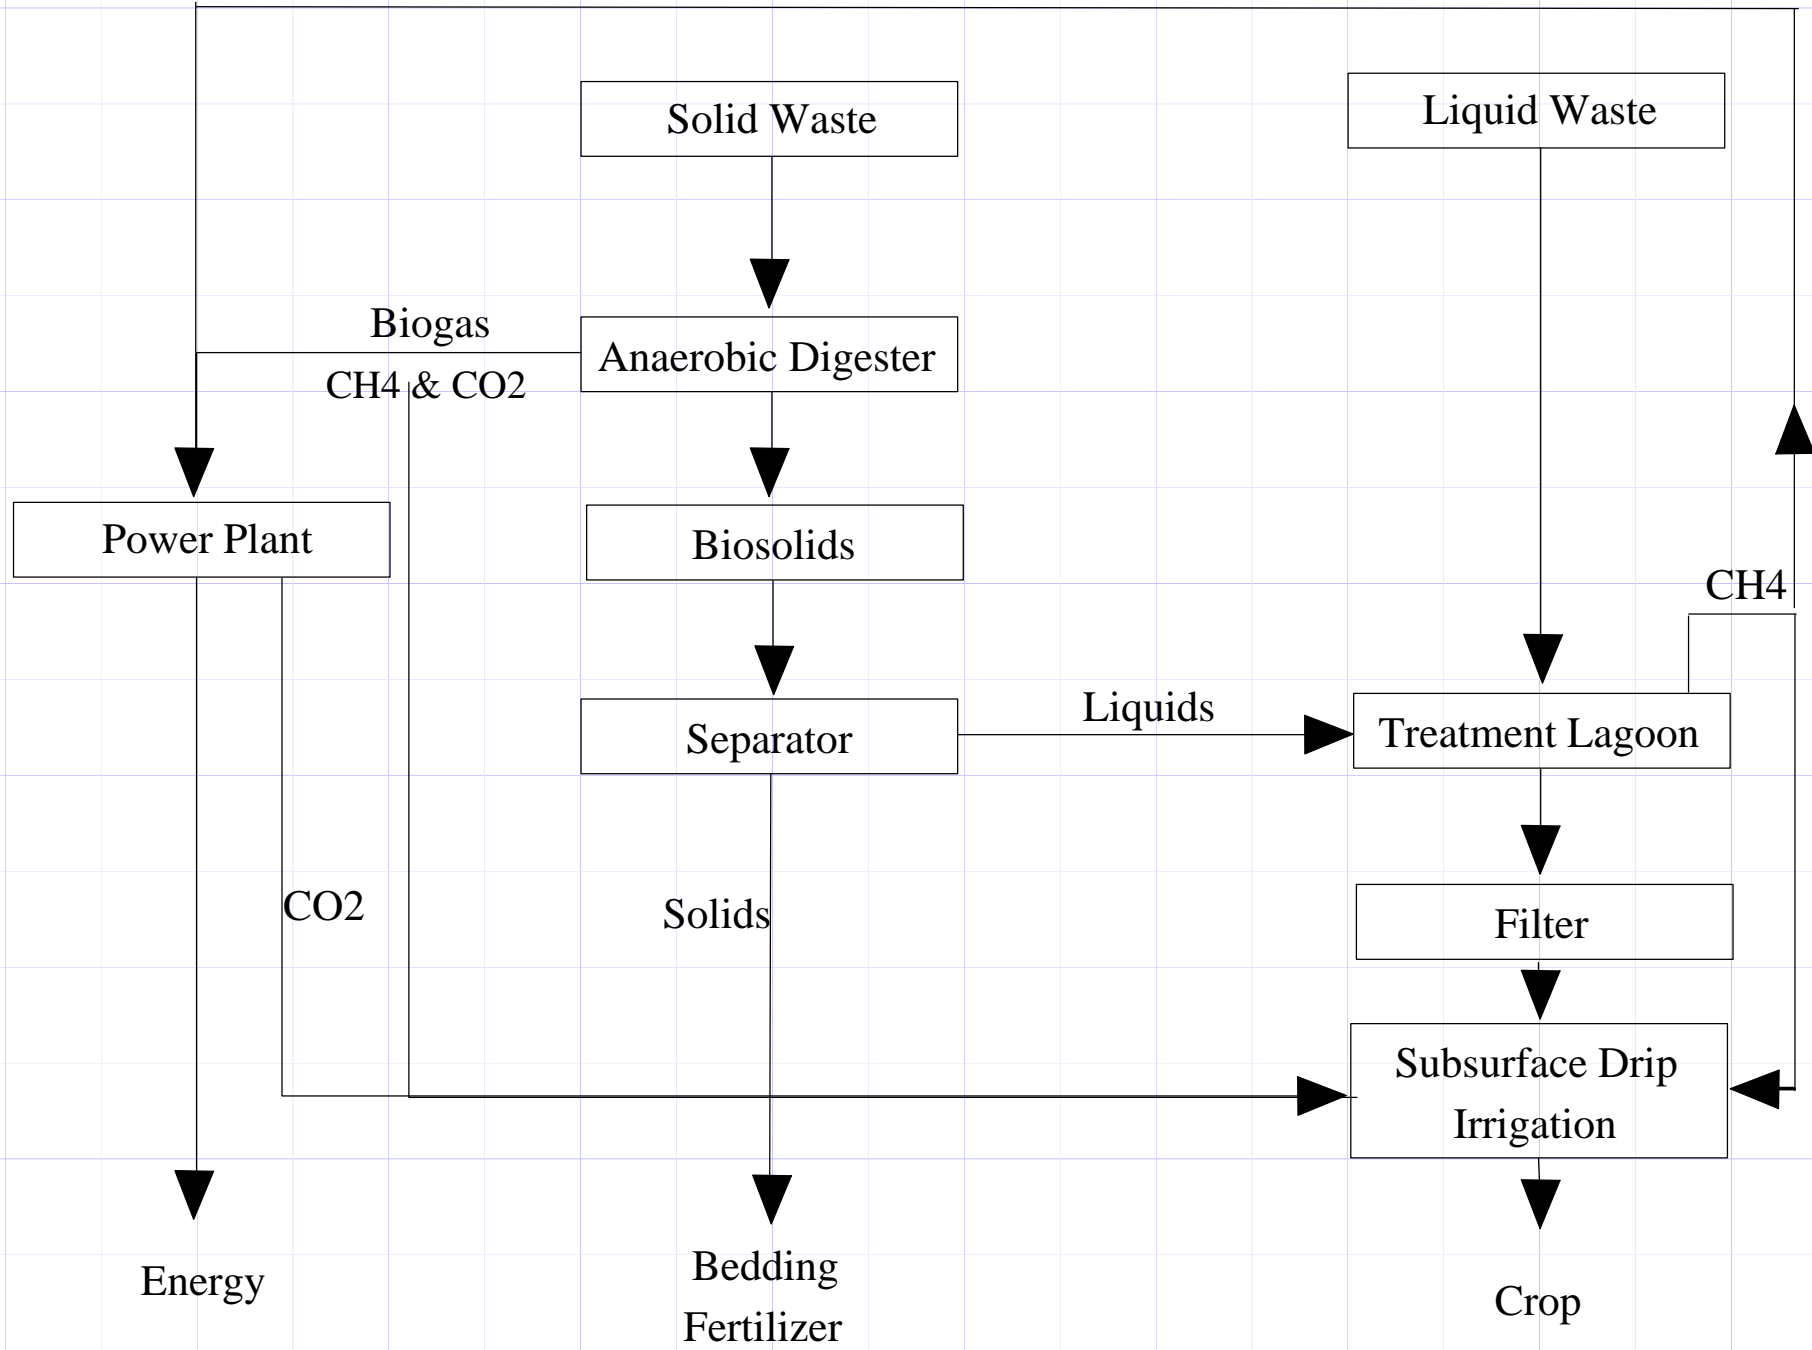 Solid Waste
Liquid Waste
Biogas
Anaerobic Digester
CH4 & CO2
Power Plant
Biosolids
CH4
Liquids
Separator
Treatment Lagoon
CO2
Solids
Filter
Subsurface Drip
Irrigation
Energy
Bedding
Fertilizer
Crop